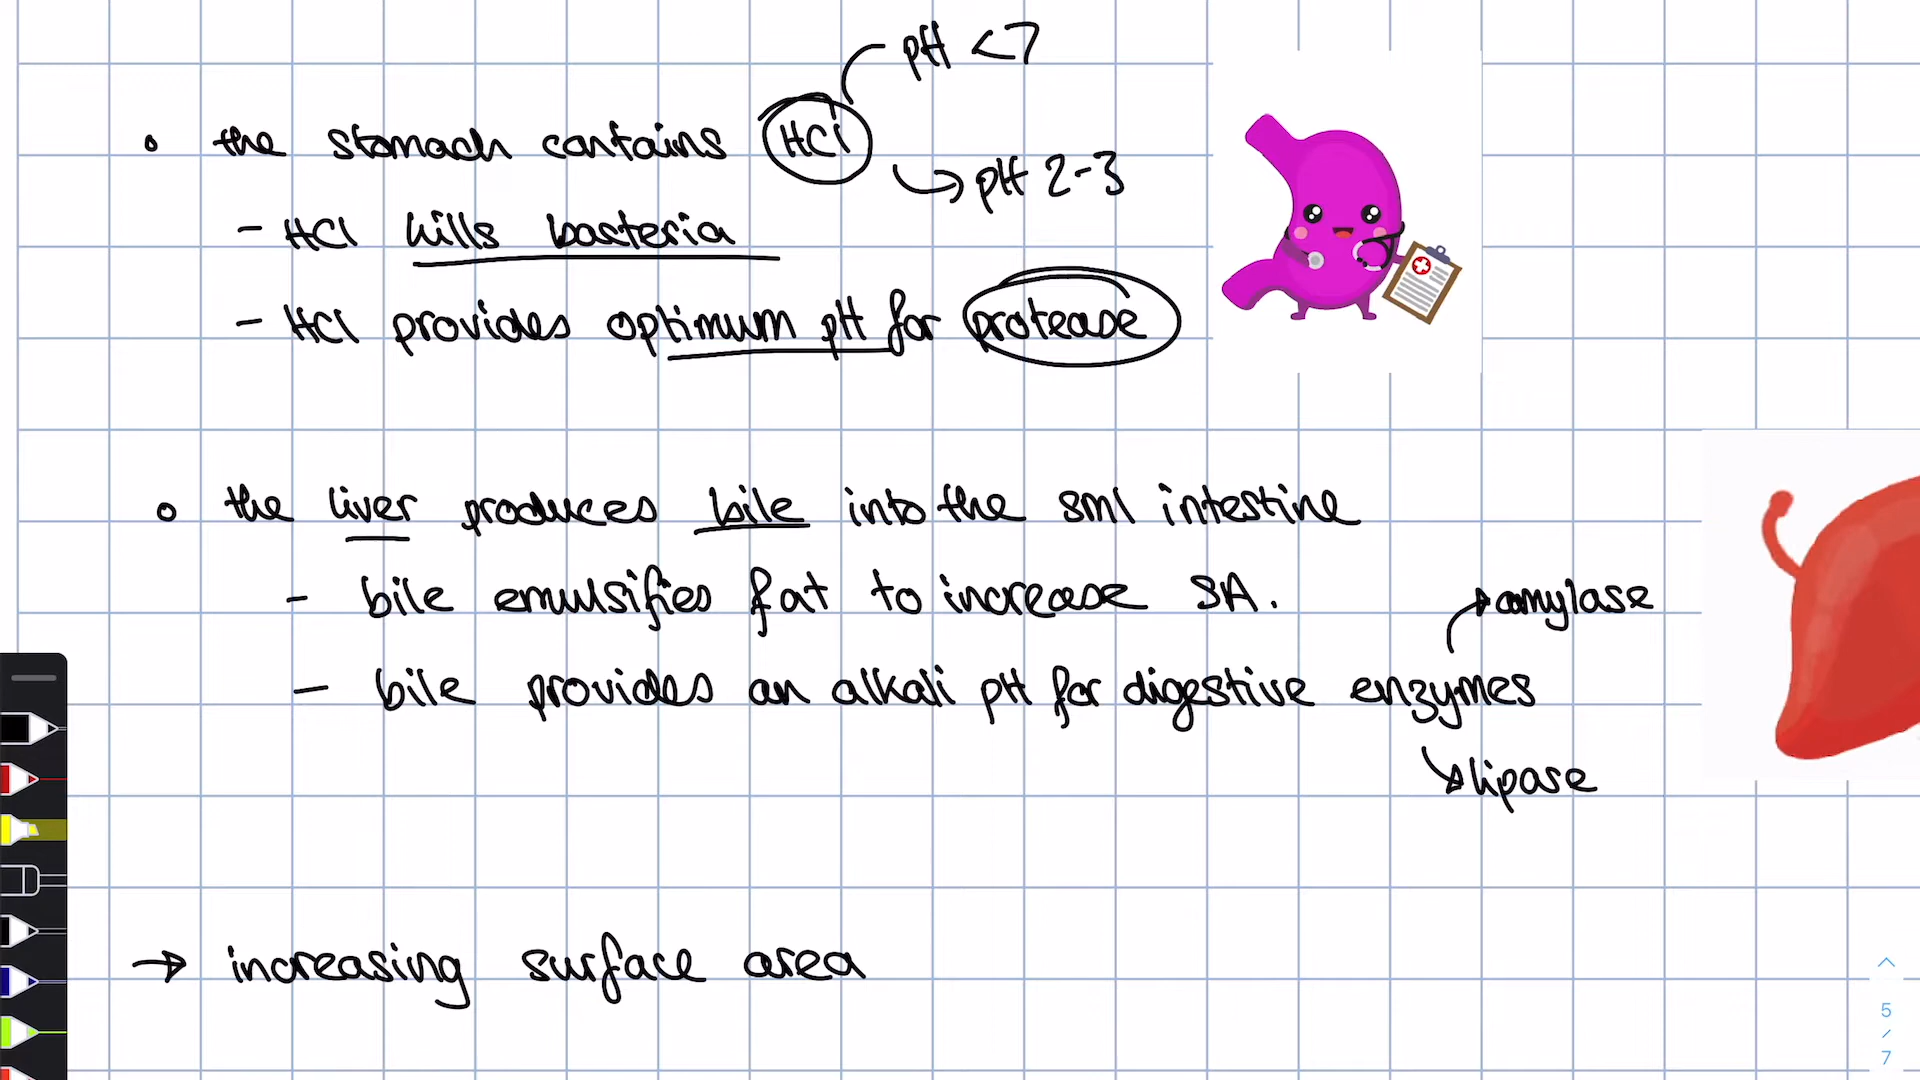 pH <7
• the stomach contains HCl
→ pH 2-3
- HCl kills bacteria
- HCl provides optimum pH for protease
• the liver produces bile into the sml intestine
- bile emulsifies fat to increase SA.
→ amylase
- bile provides an alkali pH for digestive enzymes
→ lipase
→ increasing surface area
5
/
7